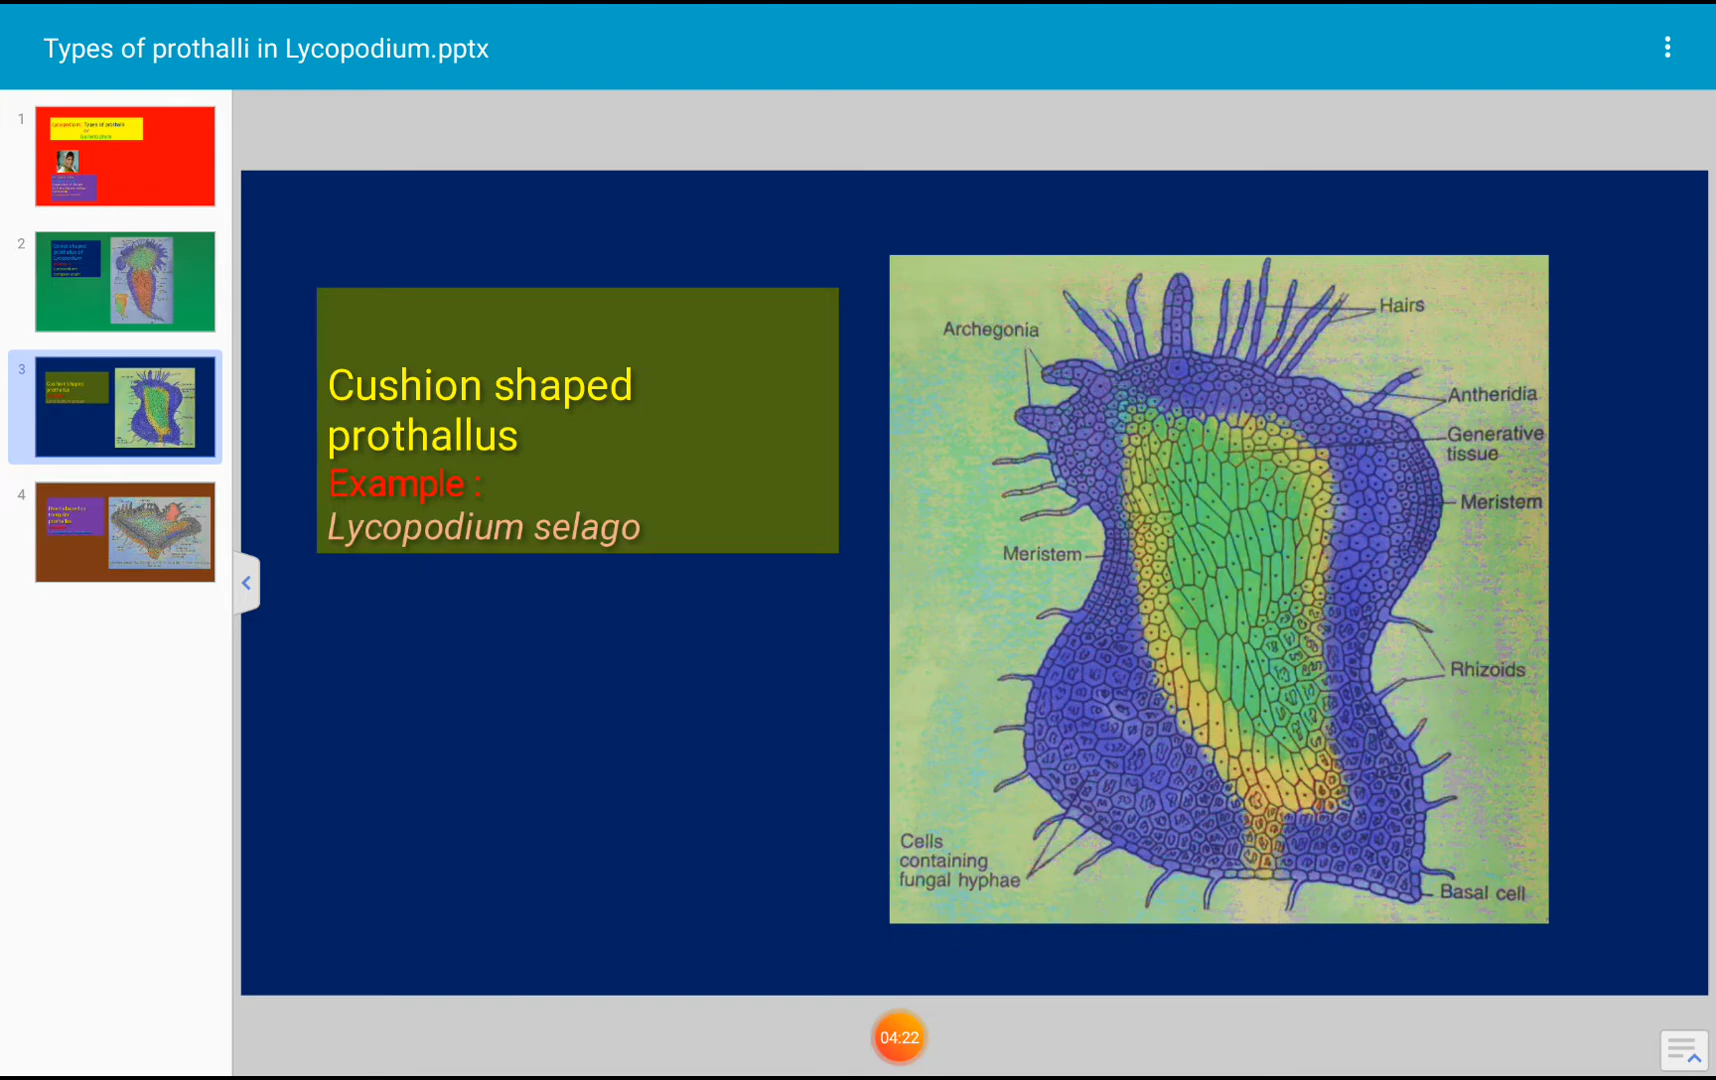 Types of prothalli in Lycopodium.pptx
1
2
3
4
Cushion shaped
prothallus
Example :
Lycopodium selago
Archegonia
Hairs
Antheridia
Generative
tissue
Meristem
Meristem
Rhizoids
Cells
containing
fungal hyphae
Basal cell
04:22